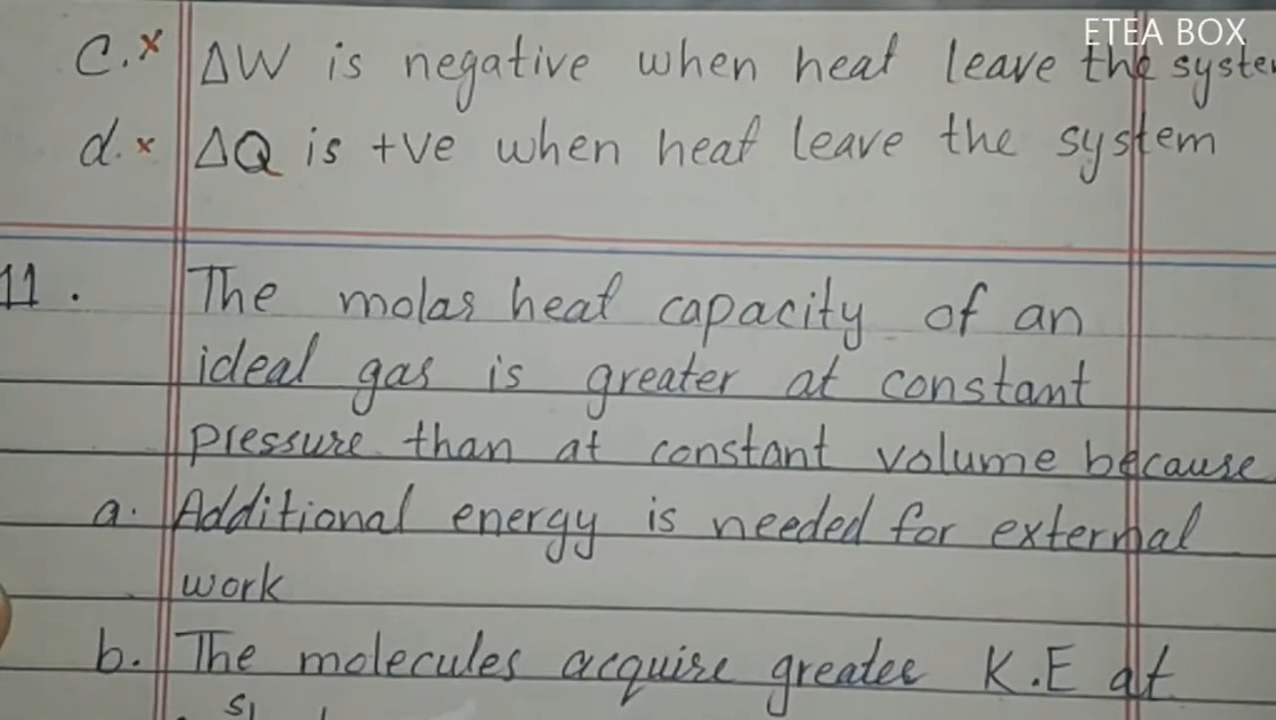 ETEA BOX
C.x ΔW is negative when heat leave the system
d.x ΔQ is +ve when heat leave the system
11. The molar heat capacity of an
ideal gas is greater at constant
pressure than at constant volume because
a. Additional energy is needed for external
work
b. The molecules acquire greater K.E at